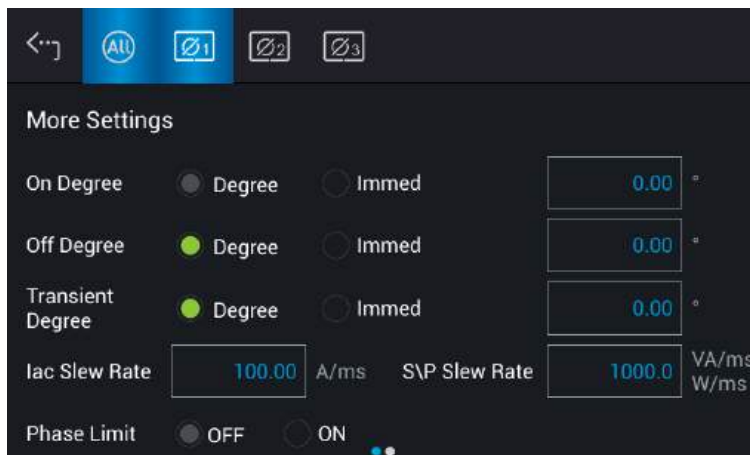 All Ø1 Ø2 Ø3
More Settings
On Degree Degree Immed 0.00 °
Off Degree Degree Immed 0.00 °
Transient
Degree Degree Immed 0.00 °
Iac Slew Rate 100.00 A/ms S\P Slew Rate 1000.0 VA/ms
W/ms
Phase Limit OFF ON